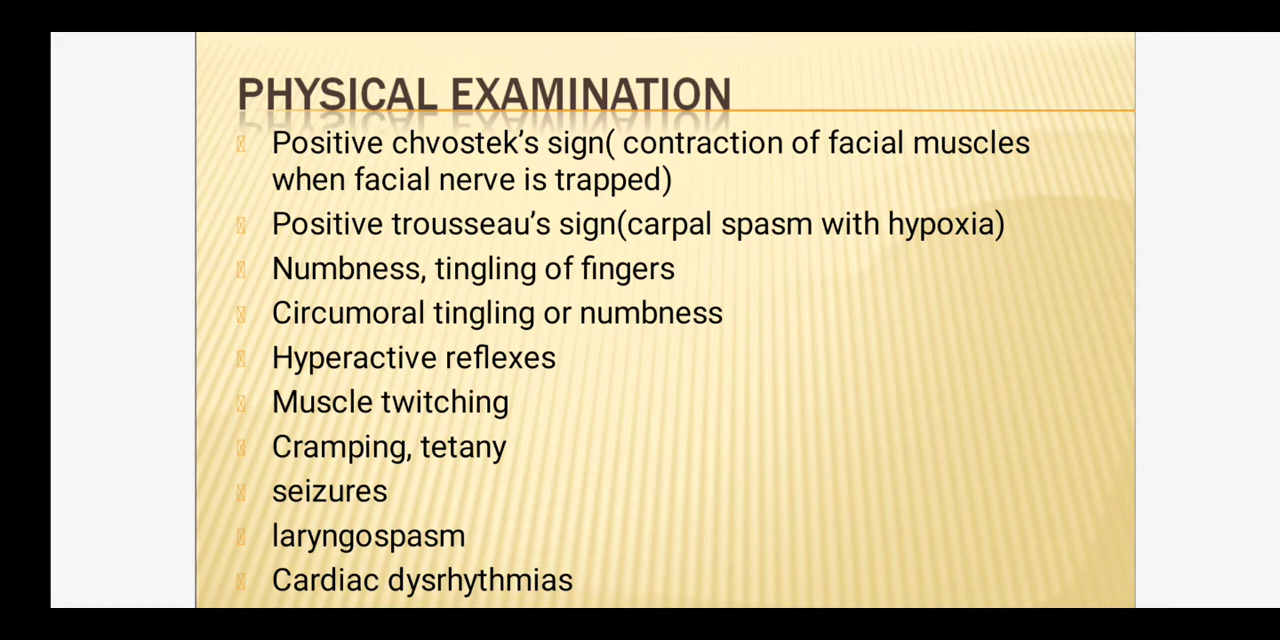 PHYSICAL EXAMINATION
Positive chvostek’s sign( contraction of facial muscles
when facial nerve is trapped)
Positive trousseau’s sign(carpal spasm with hypoxia)
Numbness, tingling of fingers
Circumoral tingling or numbness
Hyperactive reflexes
Muscle twitching
Cramping, tetany
seizures
laryngospasm
Cardiac dysrhythmias